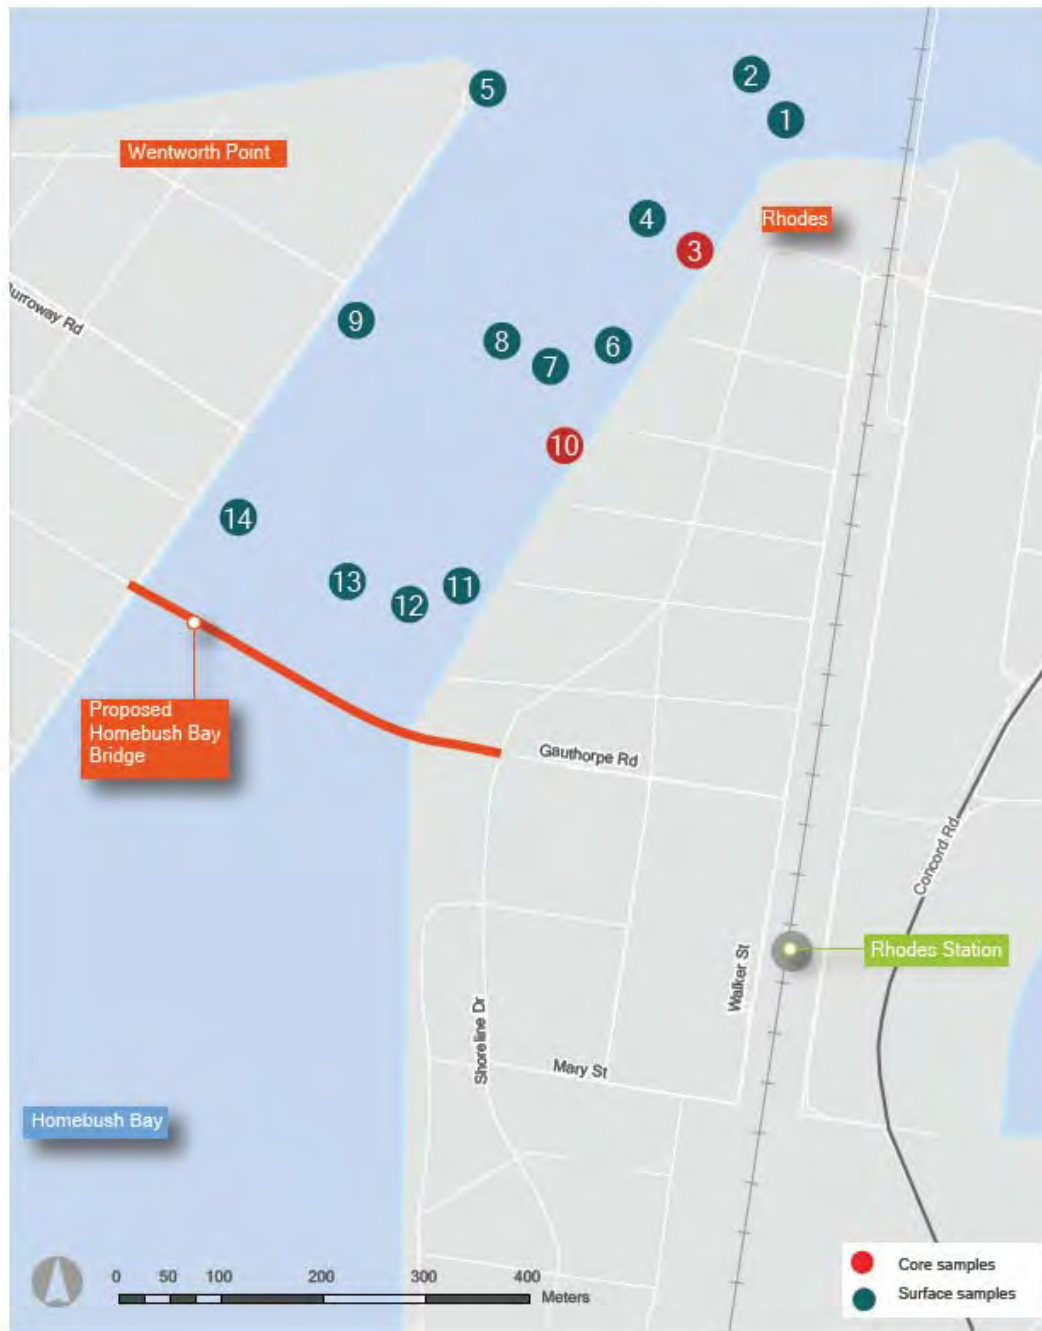 5
2
1
Wentworth Point
4
Rhodes
3
Burroway Rd
9
8
7
6
10
14
13
12
11
Proposed
Homebush Bay
Bridge
Gauthorpe Rd
Concord Rd
Rhodes Station
Walker St
Shoreline Dr
Mary St
Homebush Bay
0 50 100 200 300 400
Meters
Core samples
Surface samples